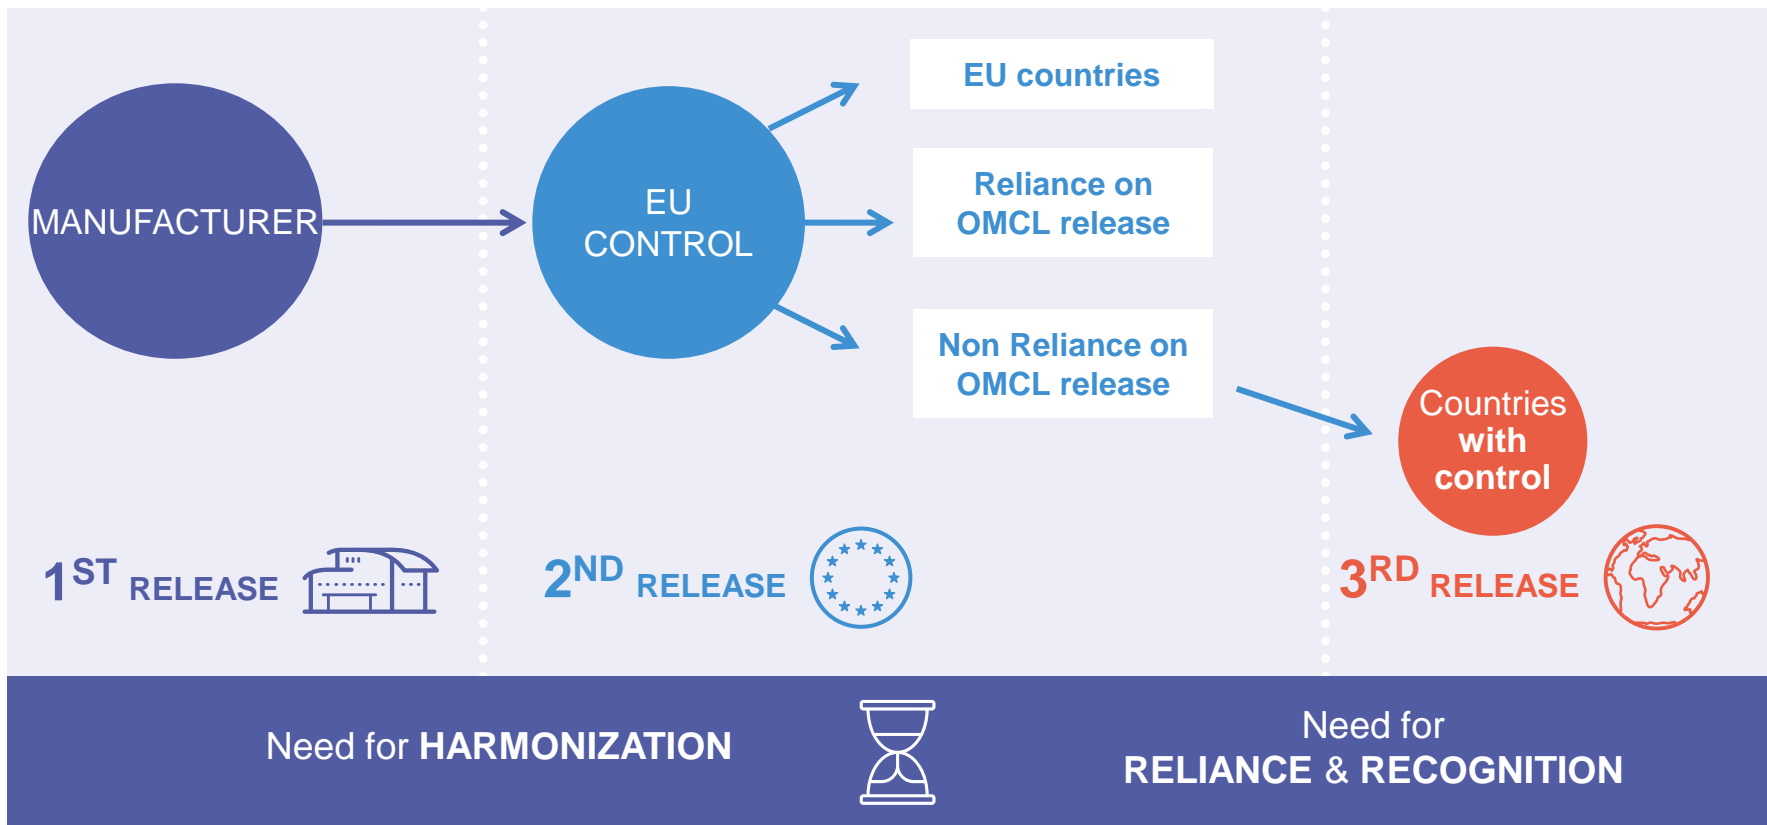 MANUFACTURER
EU
CONTROL
EU countries
Reliance on
OMCL release
Non Reliance on
OMCL release
Countries
with
control
1ST RELEASE
2ND RELEASE
3RD RELEASE
Need for HARMONIZATION
Need for
RELIANCE & RECOGNITION